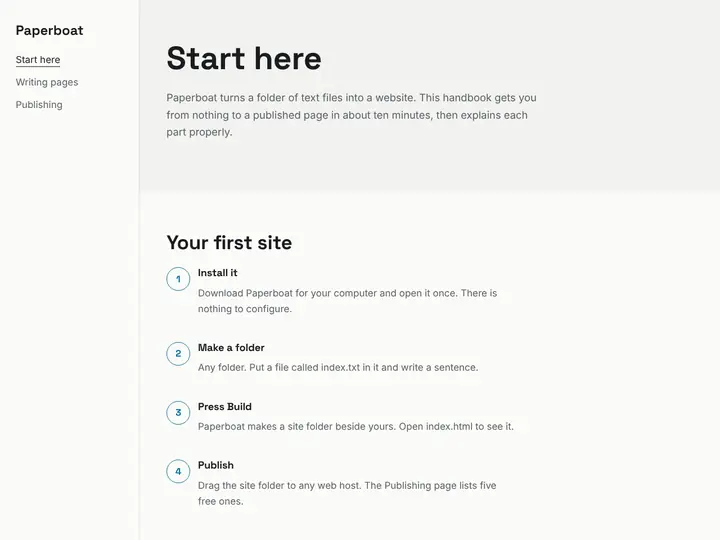 Paperboat
Start here
Writing pages
Publishing
Start here
Paperboat turns a folder of text files into a website. This handbook gets you
from nothing to a published page in about ten minutes, then explains each
part properly.
Your first site
1
Install it
Download Paperboat for your computer and open it once. There is
nothing to configure.
2
Make a folder
Any folder. Put a file called index.txt in it and write a sentence.
3
Press Build
Paperboat makes a site folder beside yours. Open index.html to see it.
4
Publish
Drag the site folder to any web host. The Publishing page lists five
free ones.